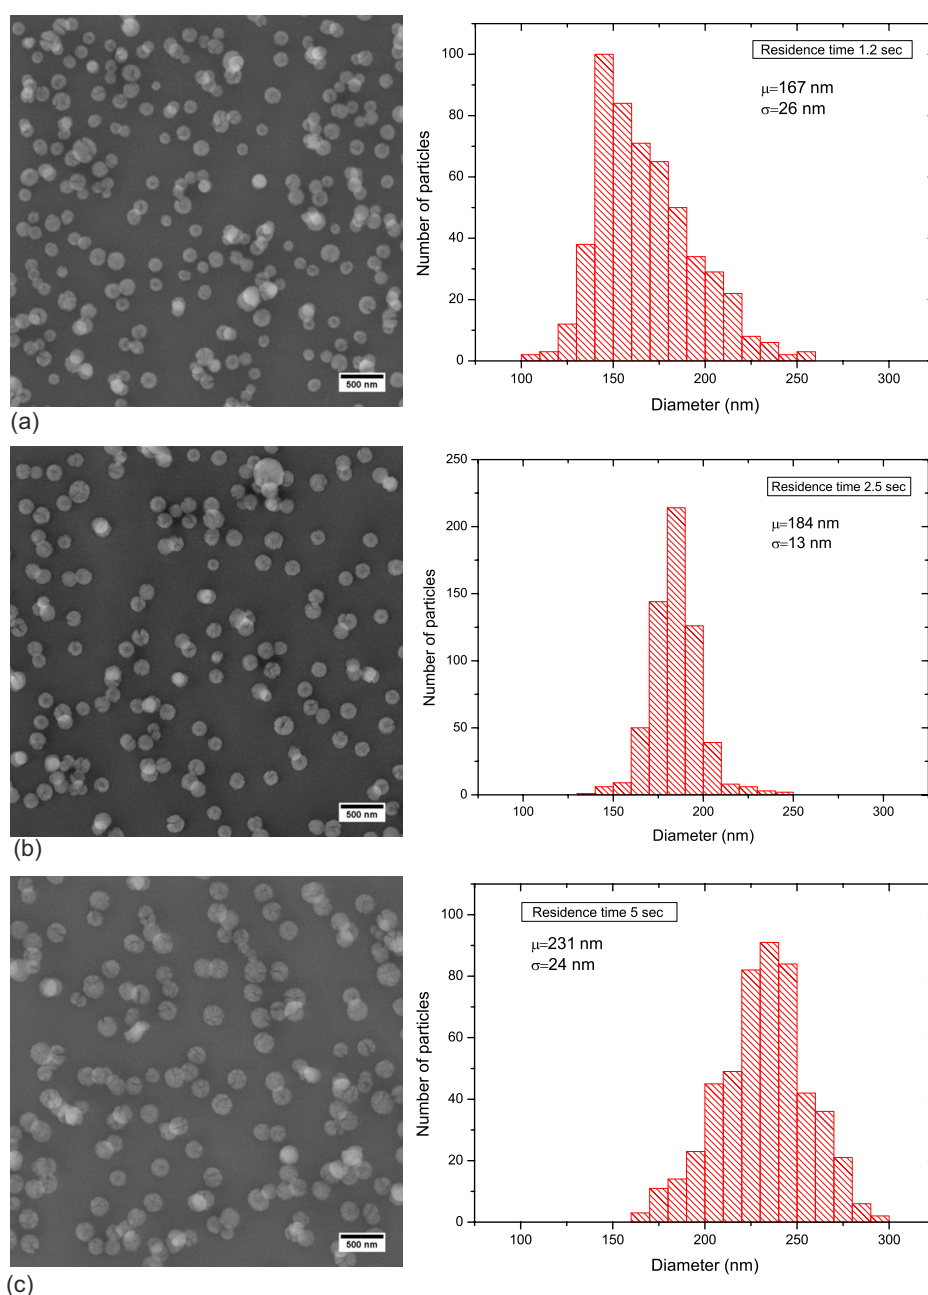 500 nm
(a)
Residence time 1.2 sec
μ=167 nm
σ=26 nm
Number of particles
100
80
60
40
20
0
100 150 200 250 300
Diameter (nm)
500 nm
(b)
Residence time 2.5 sec
μ=184 nm
σ=13 nm
Number of particles
250
200
150
100
50
0
100 150 200 250 300
Diameter (nm)
500 nm
(c)
Residence time 5 sec
μ=231 nm
σ=24 nm
Number of particles
100
80
60
40
20
0
100 150 200 250 300
Diameter (nm)